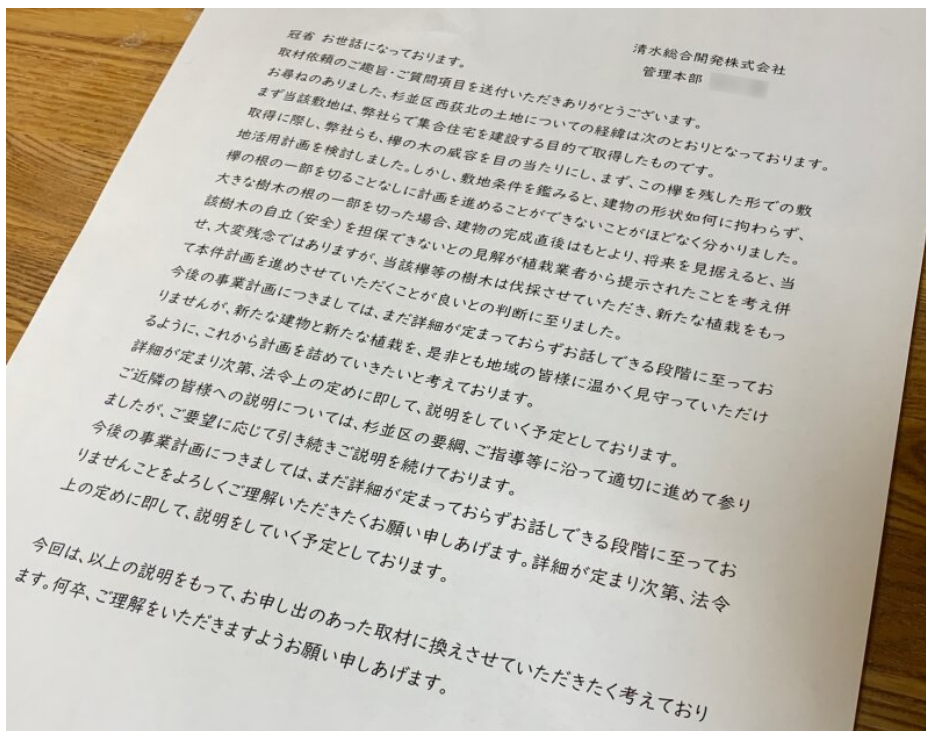 清水総合開発株式会社
管理本部
冠省 お世話になっております。
取材依頼のご趣旨・ご質問項目を送付いただきありがとうございます。
お尋ねのありました、杉並区西荻北の土地についての経緯は次のとおりとなっております。
まず当該敷地は、弊社らで集合住宅を建設する目的で取得したものです。
取得に際し、弊社らも、欅の木の威容を目の当たりにし、まず、この欅を残した形での敷
地活用計画を検討しました。しかし、敷地条件を鑑みると、建物の形状如何に拘わらず、
欅の根の一部を切ることなしに計画を進めることができないことがほどなく分かりました。
大きな樹木の根の一部を切った場合、建物の完成直後はもとより、将来を見据えると、当
該樹木の自立(安全)を担保できないとの見解が植栽業者から提示されたことを考え併
せ、大変残念ではありますが、当該欅等の樹木は伐採させていただき、新たな植栽をもっ
て本件計画を進めさせていただくことが良いとの判断に至りました。
今後の事業計画につきましては、まだ詳細が定まっておらずお話しできる段階に至ってお
りませんが、新たな建物と新たな植栽を、是非とも地域の皆様に温かく見守っていただけ
るように、これから計画を詰めていきたいと考えております。
詳細が定まり次第、法令上の定めに即して、説明をしていく予定としております。
ご近隣の皆様への説明については、杉並区の要綱、ご指導等に沿って適切に進めて参り
ましたが、ご要望に応じて引き続きご説明を続けております。
今後の事業計画につきましては、まだ詳細が定まっておらずお話しできる段階に至ってお
りませんことをよろしくご理解いただきたくお願い申しあげます。詳細が定まり次第、法令
上の定めに即して、説明をしていく予定としております。
今回は、以上の説明をもって、お申し出のあった取材に換えさせていただきたく考えており
ます。何卒、ご理解をいただきますようお願い申しあげます。